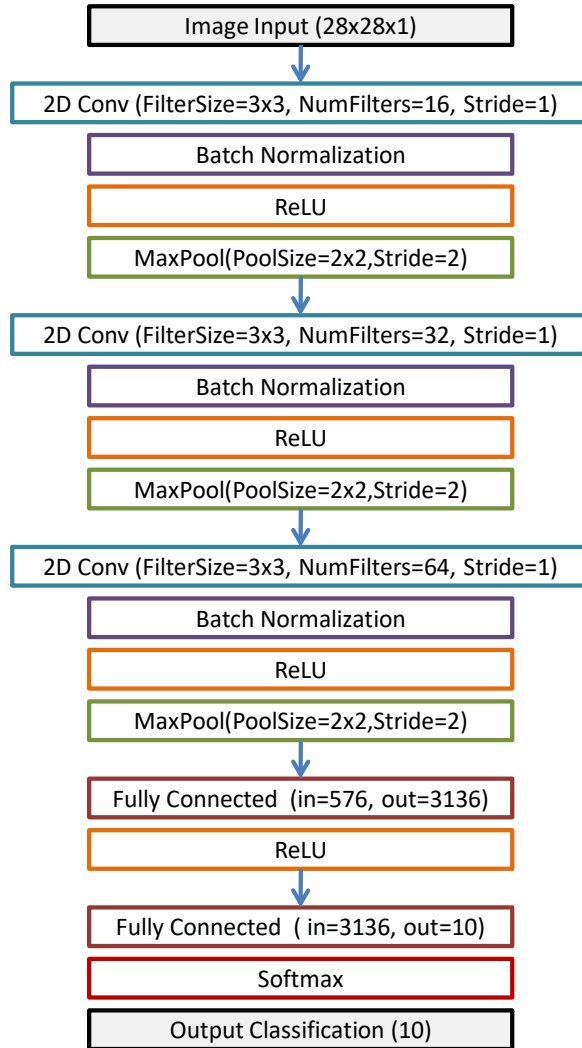 Image Input (28x28x1)
2D Conv (FilterSize=3x3, NumFilters=16, Stride=1)
Batch Normalization
ReLU
MaxPool(PoolSize=2x2,Stride=2)
2D Conv (FilterSize=3x3, NumFilters=32, Stride=1)
Batch Normalization
ReLU
MaxPool(PoolSize=2x2,Stride=2)
2D Conv (FilterSize=3x3, NumFilters=64, Stride=1)
Batch Normalization
ReLU
MaxPool(PoolSize=2x2,Stride=2)
Fully Connected (in=576, out=3136)
ReLU
Fully Connected ( in=3136, out=10)
Softmax
Output Classification (10)